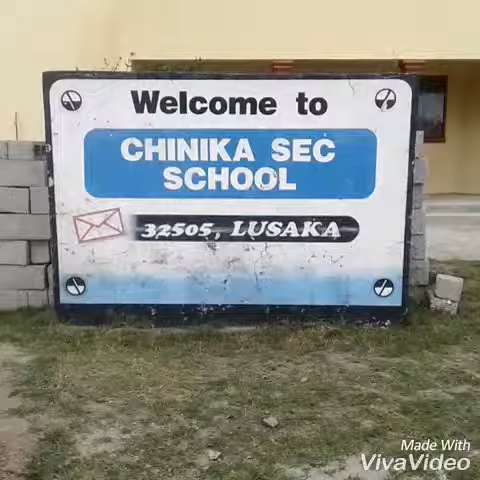 Welcome to
CHINIKA SEC
SCHOOL
32505, LUSAKA
Made With
VivaVideo